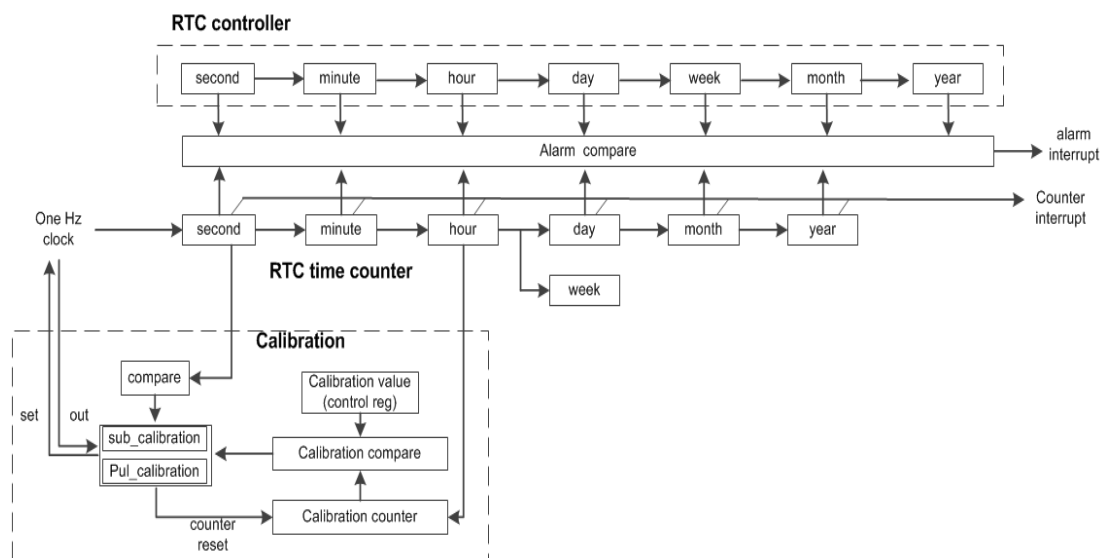 RTC controller
second
minute
hour
day
week
month
year
Alarm compare
alarm
interrupt
Counter
interrupt
One Hz
clock
second
minute
hour
day
month
year
RTC time counter
week
Calibration
compare
Calibration value
(control reg)
set
out
sub_calibration
Calibration compare
Pul_calibration
Calibration counter
counter
reset